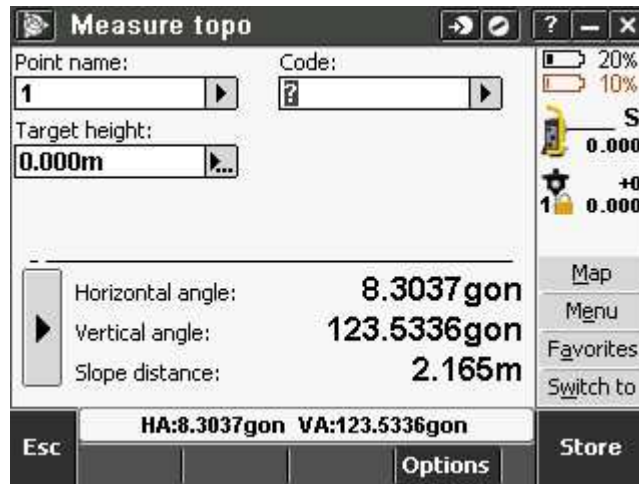 Measure topo
? – ×
Point name:
Code:
20%
1
?
10%
Target height:
S
0.000m
...
0.000
+0
1
0.000
Horizontal angle:
8.3037gon
Map
Vertical angle:
123.5336gon
Menu
Slope distance:
2.165m
Favorites
Switch to
HA:8.3037gon VA:123.5336gon
Esc
Options
Store